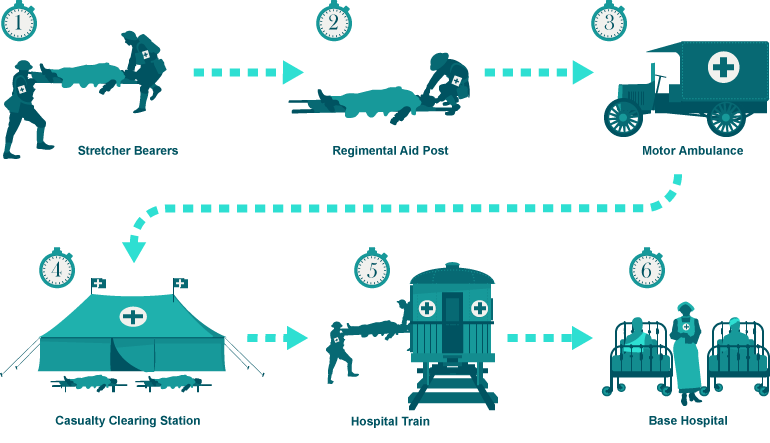 1
2
3
Stretcher Bearers
Regimental Aid Post
Motor Ambulance
4
5
6
Casualty Clearing Station
Hospital Train
Base Hospital